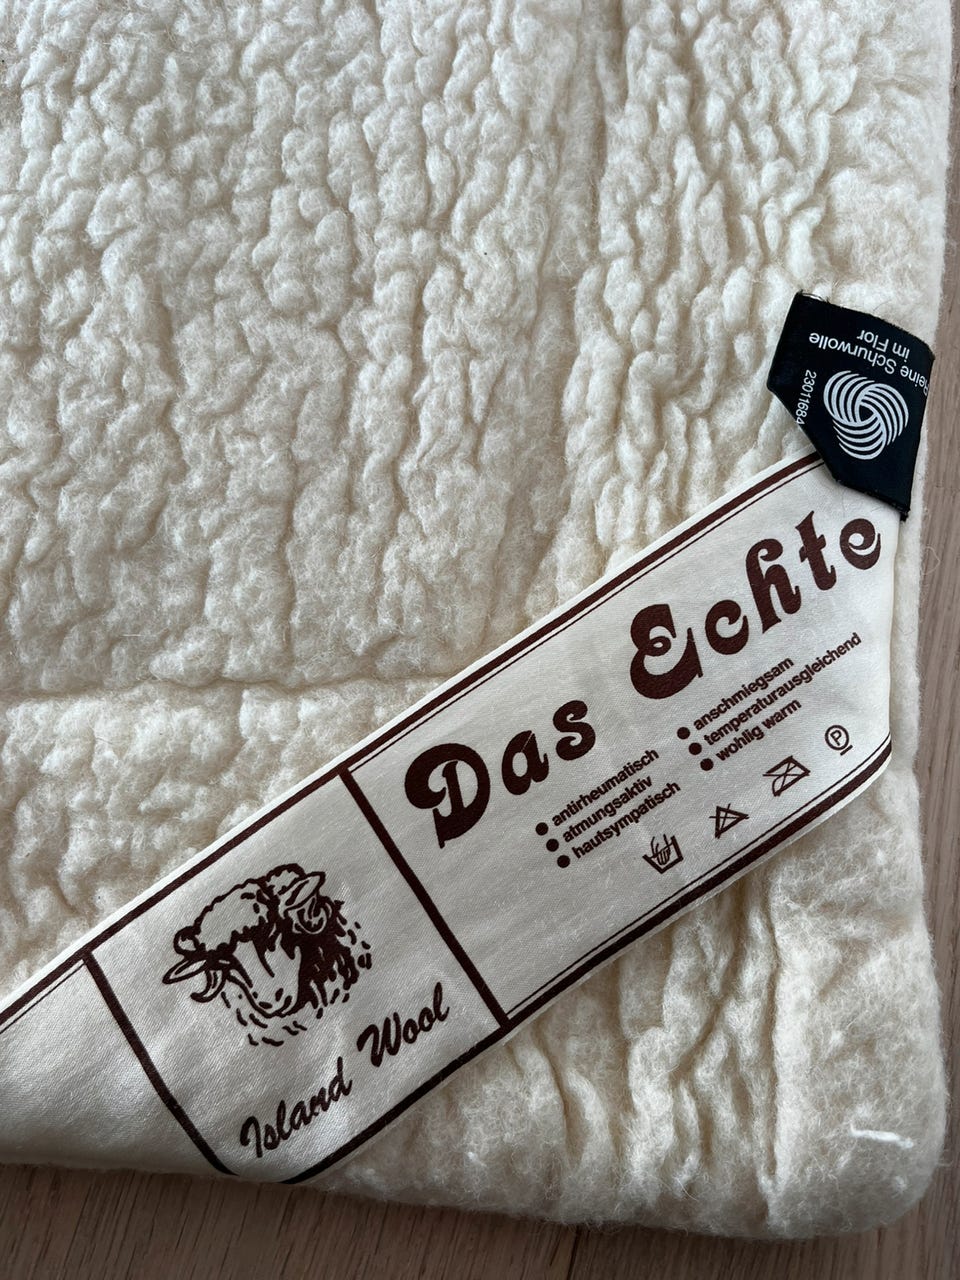 Reine Schurwolle
im Flor
23011684
Das Echte
• antirheumatisch
• atmungsaktiv
• hautsympatisch
• anschmiegsam
• temperaturausgleichend
• wohlig warm
P
Island Wool